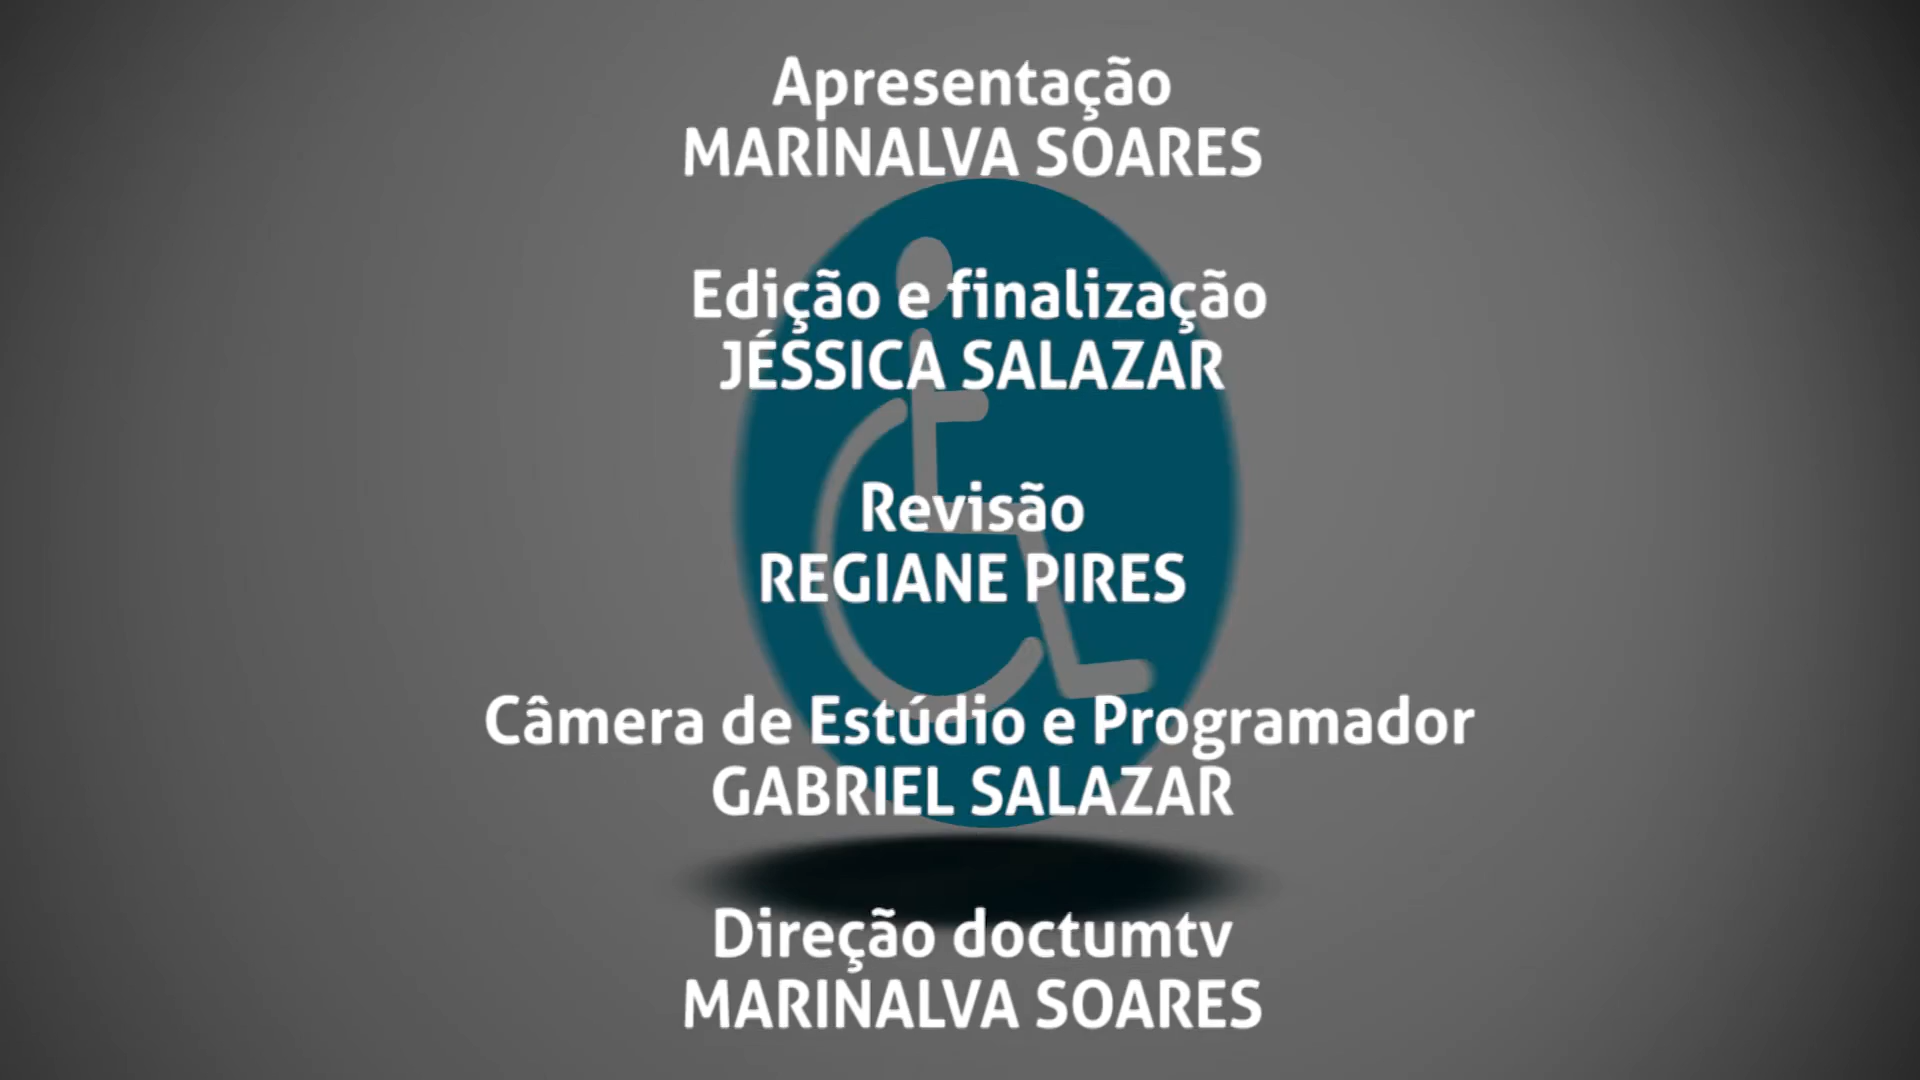 Apresentação
MARINALVA SOARES
Edição e finalização
JÉSSICA SALAZAR
Revisão
REGIANE PIRES
Câmera de Estúdio e Programador
GABRIEL SALAZAR
Direção doctumtv
MARINALVA SOARES